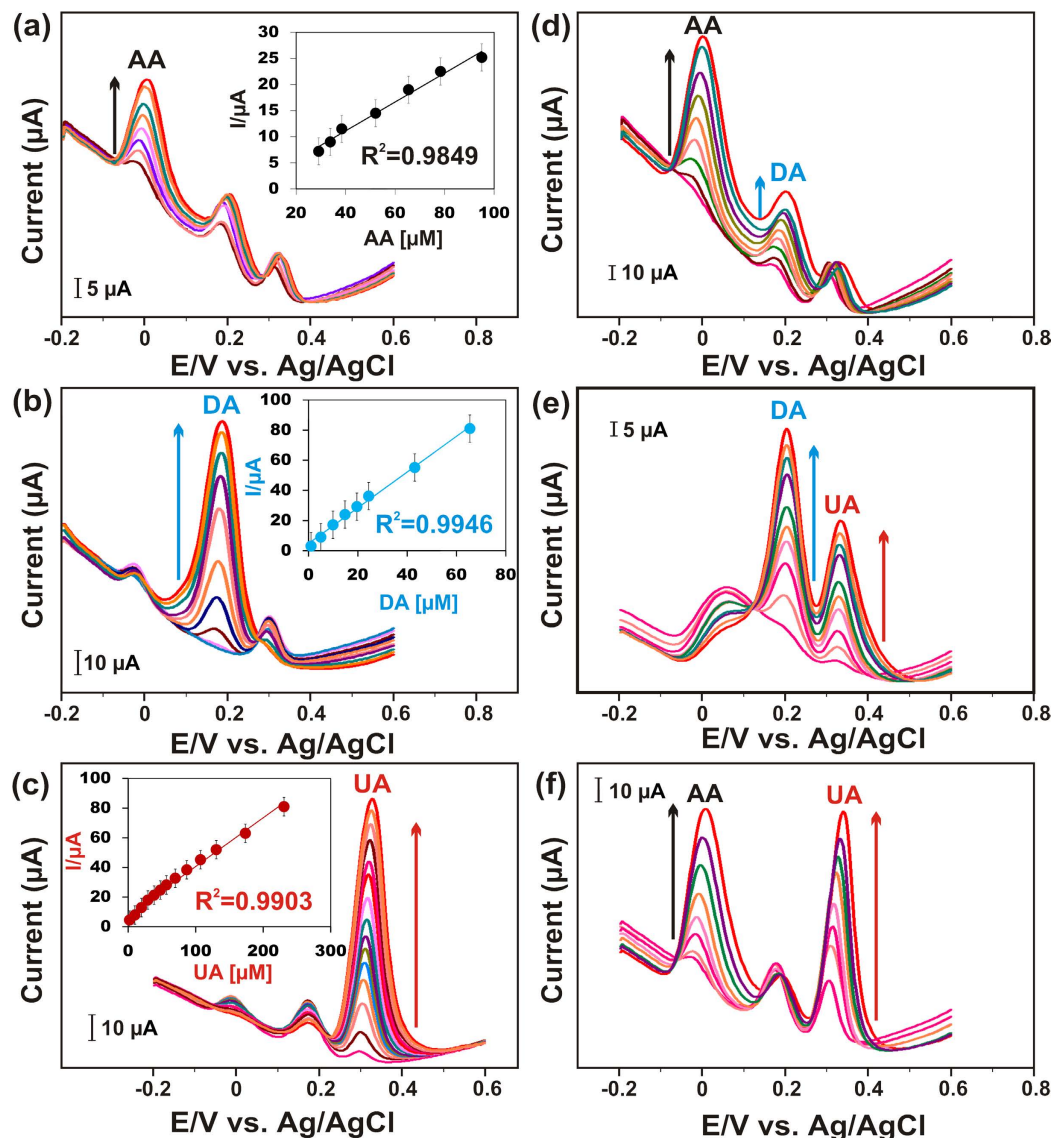 (a)
AA
Current (µA)
5 µA
-0.2 0 0.2 0.4 0.6 0.8
E/V vs. Ag/AgCl
30
25
20
15
10
5
0
I/µA
R²=0.9849
20 40 60 80 100
AA [µM]
(b)
DA
Current (µA)
10 µA
-0.2 0 0.2 0.4 0.6 0.8
E/V vs. Ag/AgCl
100
80
60
40
20
0
I/µA
R²=0.9946
0 20 40 60 80
DA [µM]
(c)
UA
Current (µA)
10 µA
-0.2 0 0.2 0.4 0.6
E/V vs. Ag/AgCl
100
80
60
40
20
0
I/µA
R²=0.9903
0 100 200 300
UA [µM]
(d)
AA
DA
Current (µA)
10 µA
-0.2 0 0.2 0.4 0.6 0.8
E/V vs. Ag/AgCl
(e)
5 µA
DA
UA
Current (µA)
-0.2 0 0.2 0.4 0.6 0.8
E/V vs. Ag/AgCl
(f)
10 µA
AA
UA
Current (µA)
-0.2 0 0.2 0.4 0.6 0.8
E/V vs. Ag/AgCl